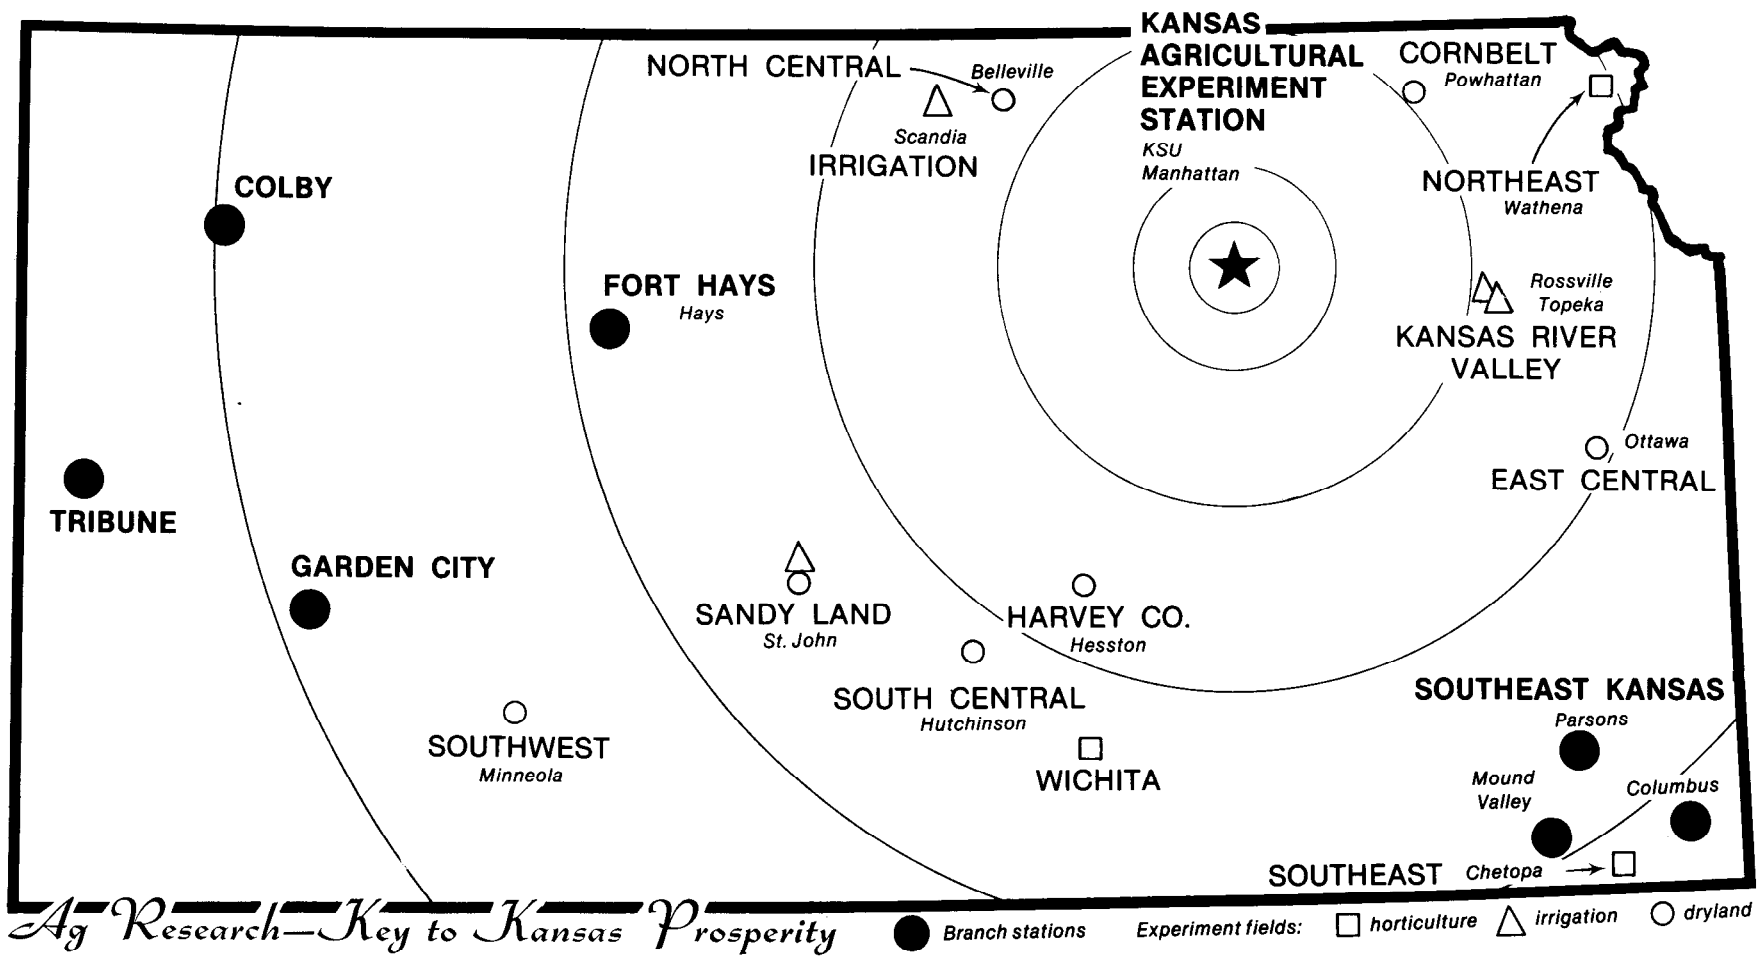 KANSAS
AGRICULTURAL
EXPERIMENT
STATION
KSU
Manhattan
NORTH CENTRAL
Belleville
Scandia
IRRIGATION
CORNBELT
Powhattan
NORTHEAST
Wathena
COLBY
FORT HAYS
Hays
Rossville
Topeka
KANSAS RIVER
VALLEY
Ottawa
EAST CENTRAL
TRIBUNE
GARDEN CITY
SANDY LAND
St. John
HARVEY CO.
Hesston
SOUTH CENTRAL
Hutchinson
SOUTHWEST
Minneola
WICHITA
SOUTHEAST KANSAS
Parsons
Mound
Valley
Columbus
SOUTHEAST Chetopa
Ag Research—Key to Kansas Prosperity
Branch stations Experiment fields: horticulture irrigation dryland